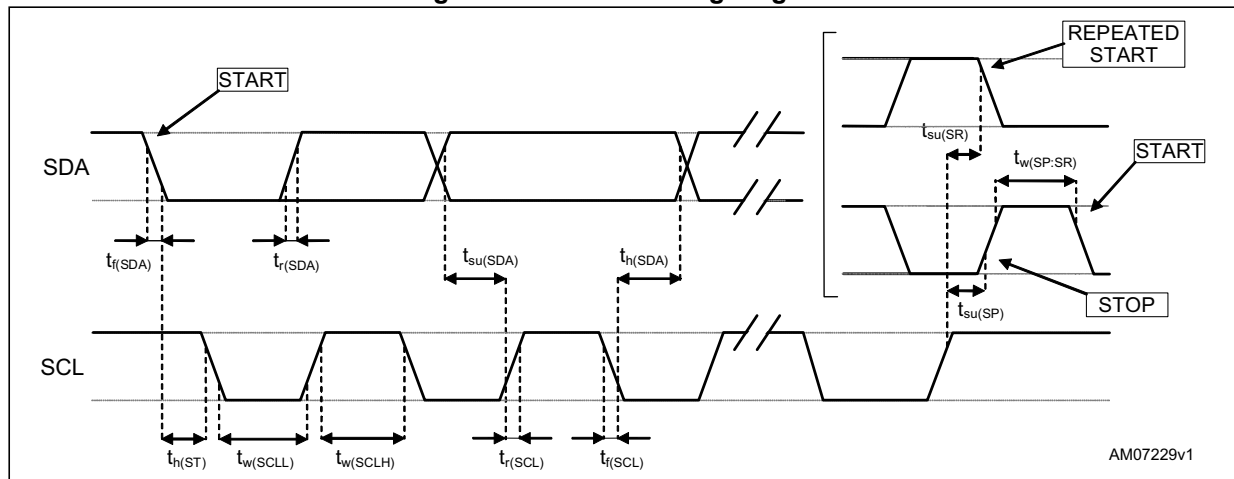 REPEATED
START
START
t_su(SR)
t_w(SP:SR)
START
SDA
t_f(SDA)
t_r(SDA)
t_su(SDA)
t_h(SDA)
t_su(SP)
STOP
SCL
t_h(ST)
t_w(SCLL)
t_w(SCLH)
t_r(SCL)
t_f(SCL)
AM07229v1